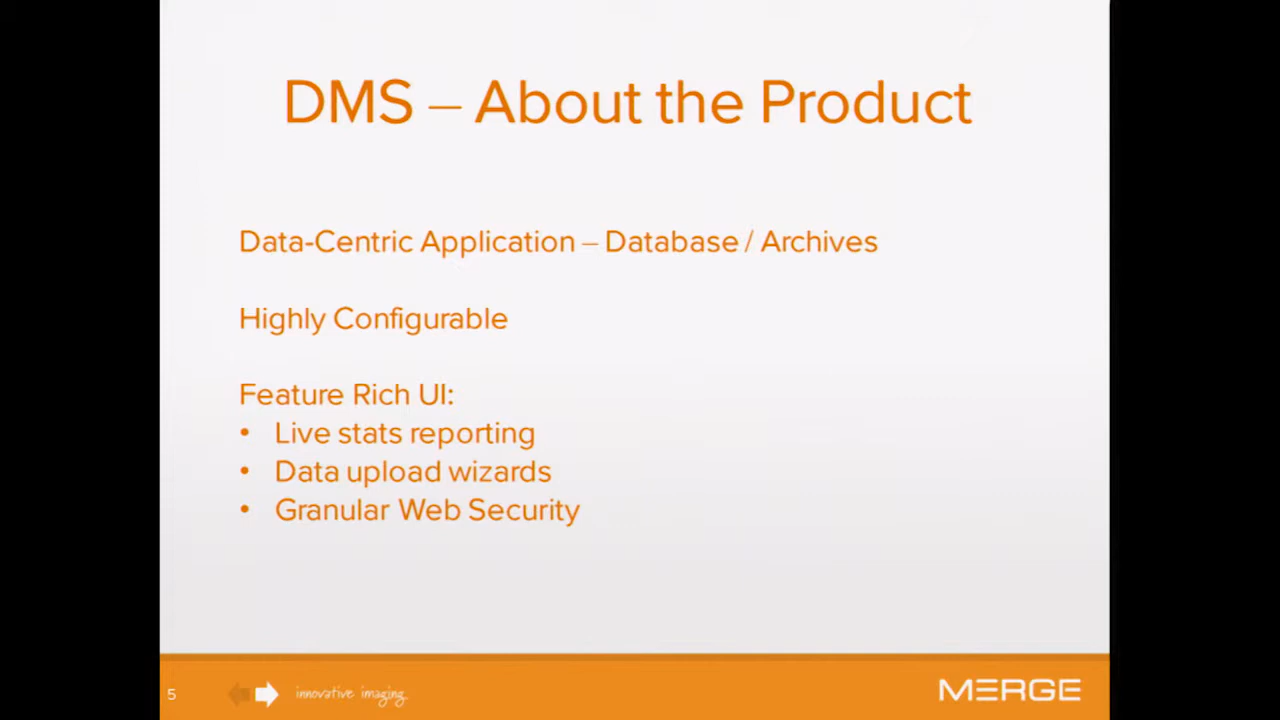 DMS – About the Product
Data-Centric Application – Database / Archives
Highly Configurable
Feature Rich UI:
• Live stats reporting
• Data upload wizards
• Granular Web Security
5
innovative imaging
MERGE